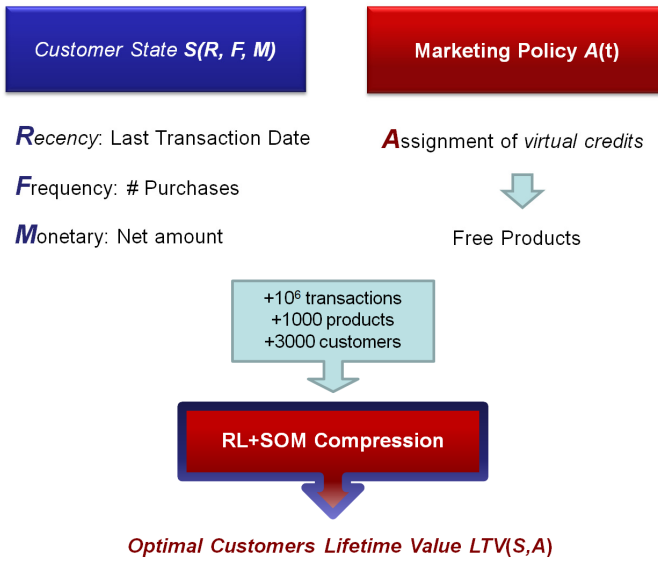 Customer State S(R, F, M)
Marketing Policy A(t)
Recency: Last Transaction Date
Frequency: # Purchases
Monetary: Net amount
Assignment of virtual credits
Free Products
+10⁶ transactions
+1000 products
+3000 customers
RL+SOM Compression
Optimal Customers Lifetime Value LTV(S,A)